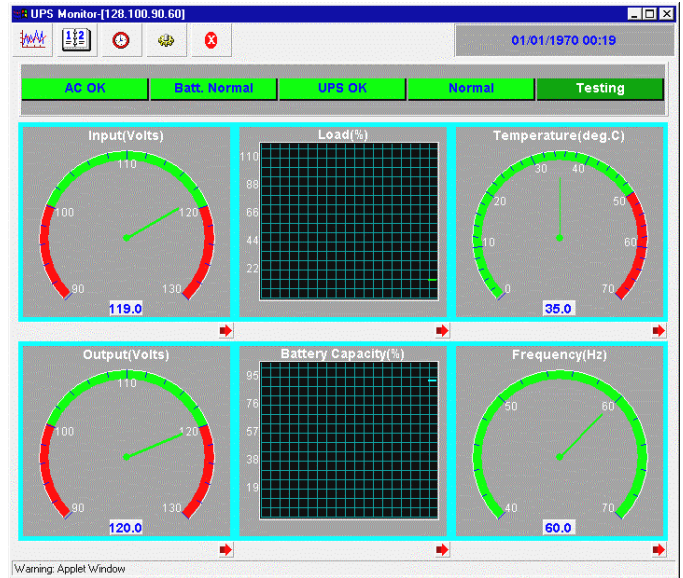 UPS Monitor-[128.100.90.60]
01/01/1970 00:19
AC OK Batt. Normal UPS OK Normal Testing
Input(Volts) Load(%) Temperature(deg.C)
90 100 110 120 130
119.0
110
88
66
44
22
0 10 20 30 40 50 60 70
35.0
Output(Volts) Battery Capacity(%) Frequency(Hz)
90 100 110 120 130
120.0
95
76
57
38
19
40 50 60 70
60.0
Warning: Applet Window